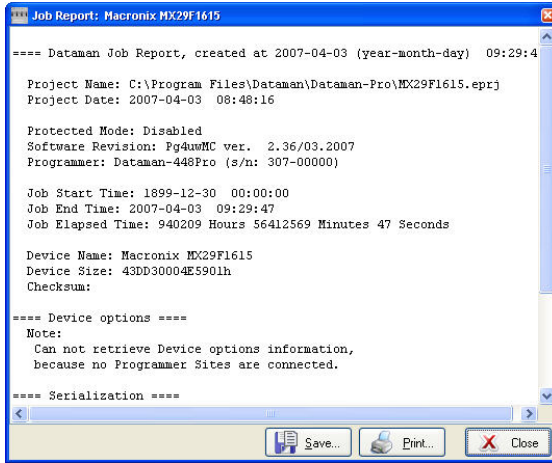 Job Report: Macronix MX29F1615
==== Dataman Job Report, created at 2007-04-03 (year-month-day) 09:29:4
Project Name: C:\Program Files\Dataman\Dataman-Pro\MX29F1615.eprj
Project Date: 2007-04-03 08:48:16
Protected Mode: Disabled
Software Revision: Pg4uwMC ver. 2.36/03.2007
Programmer: Dataman-448Pro (s/n: 307-00000)
Job Start Time: 1899-12-30 00:00:00
Job End Time: 2007-04-03 09:29:47
Job Elapsed Time: 940209 Hours 56412569 Minutes 47 Seconds
Device Name: Macronix MX29F1615
Device Size: 43DD30004E5901h
Checksum:
==== Device options ====
Note:
Can not retrieve Device options information,
because no Programmer Sites are connected.
==== Serialization ====
Save... Print... Close